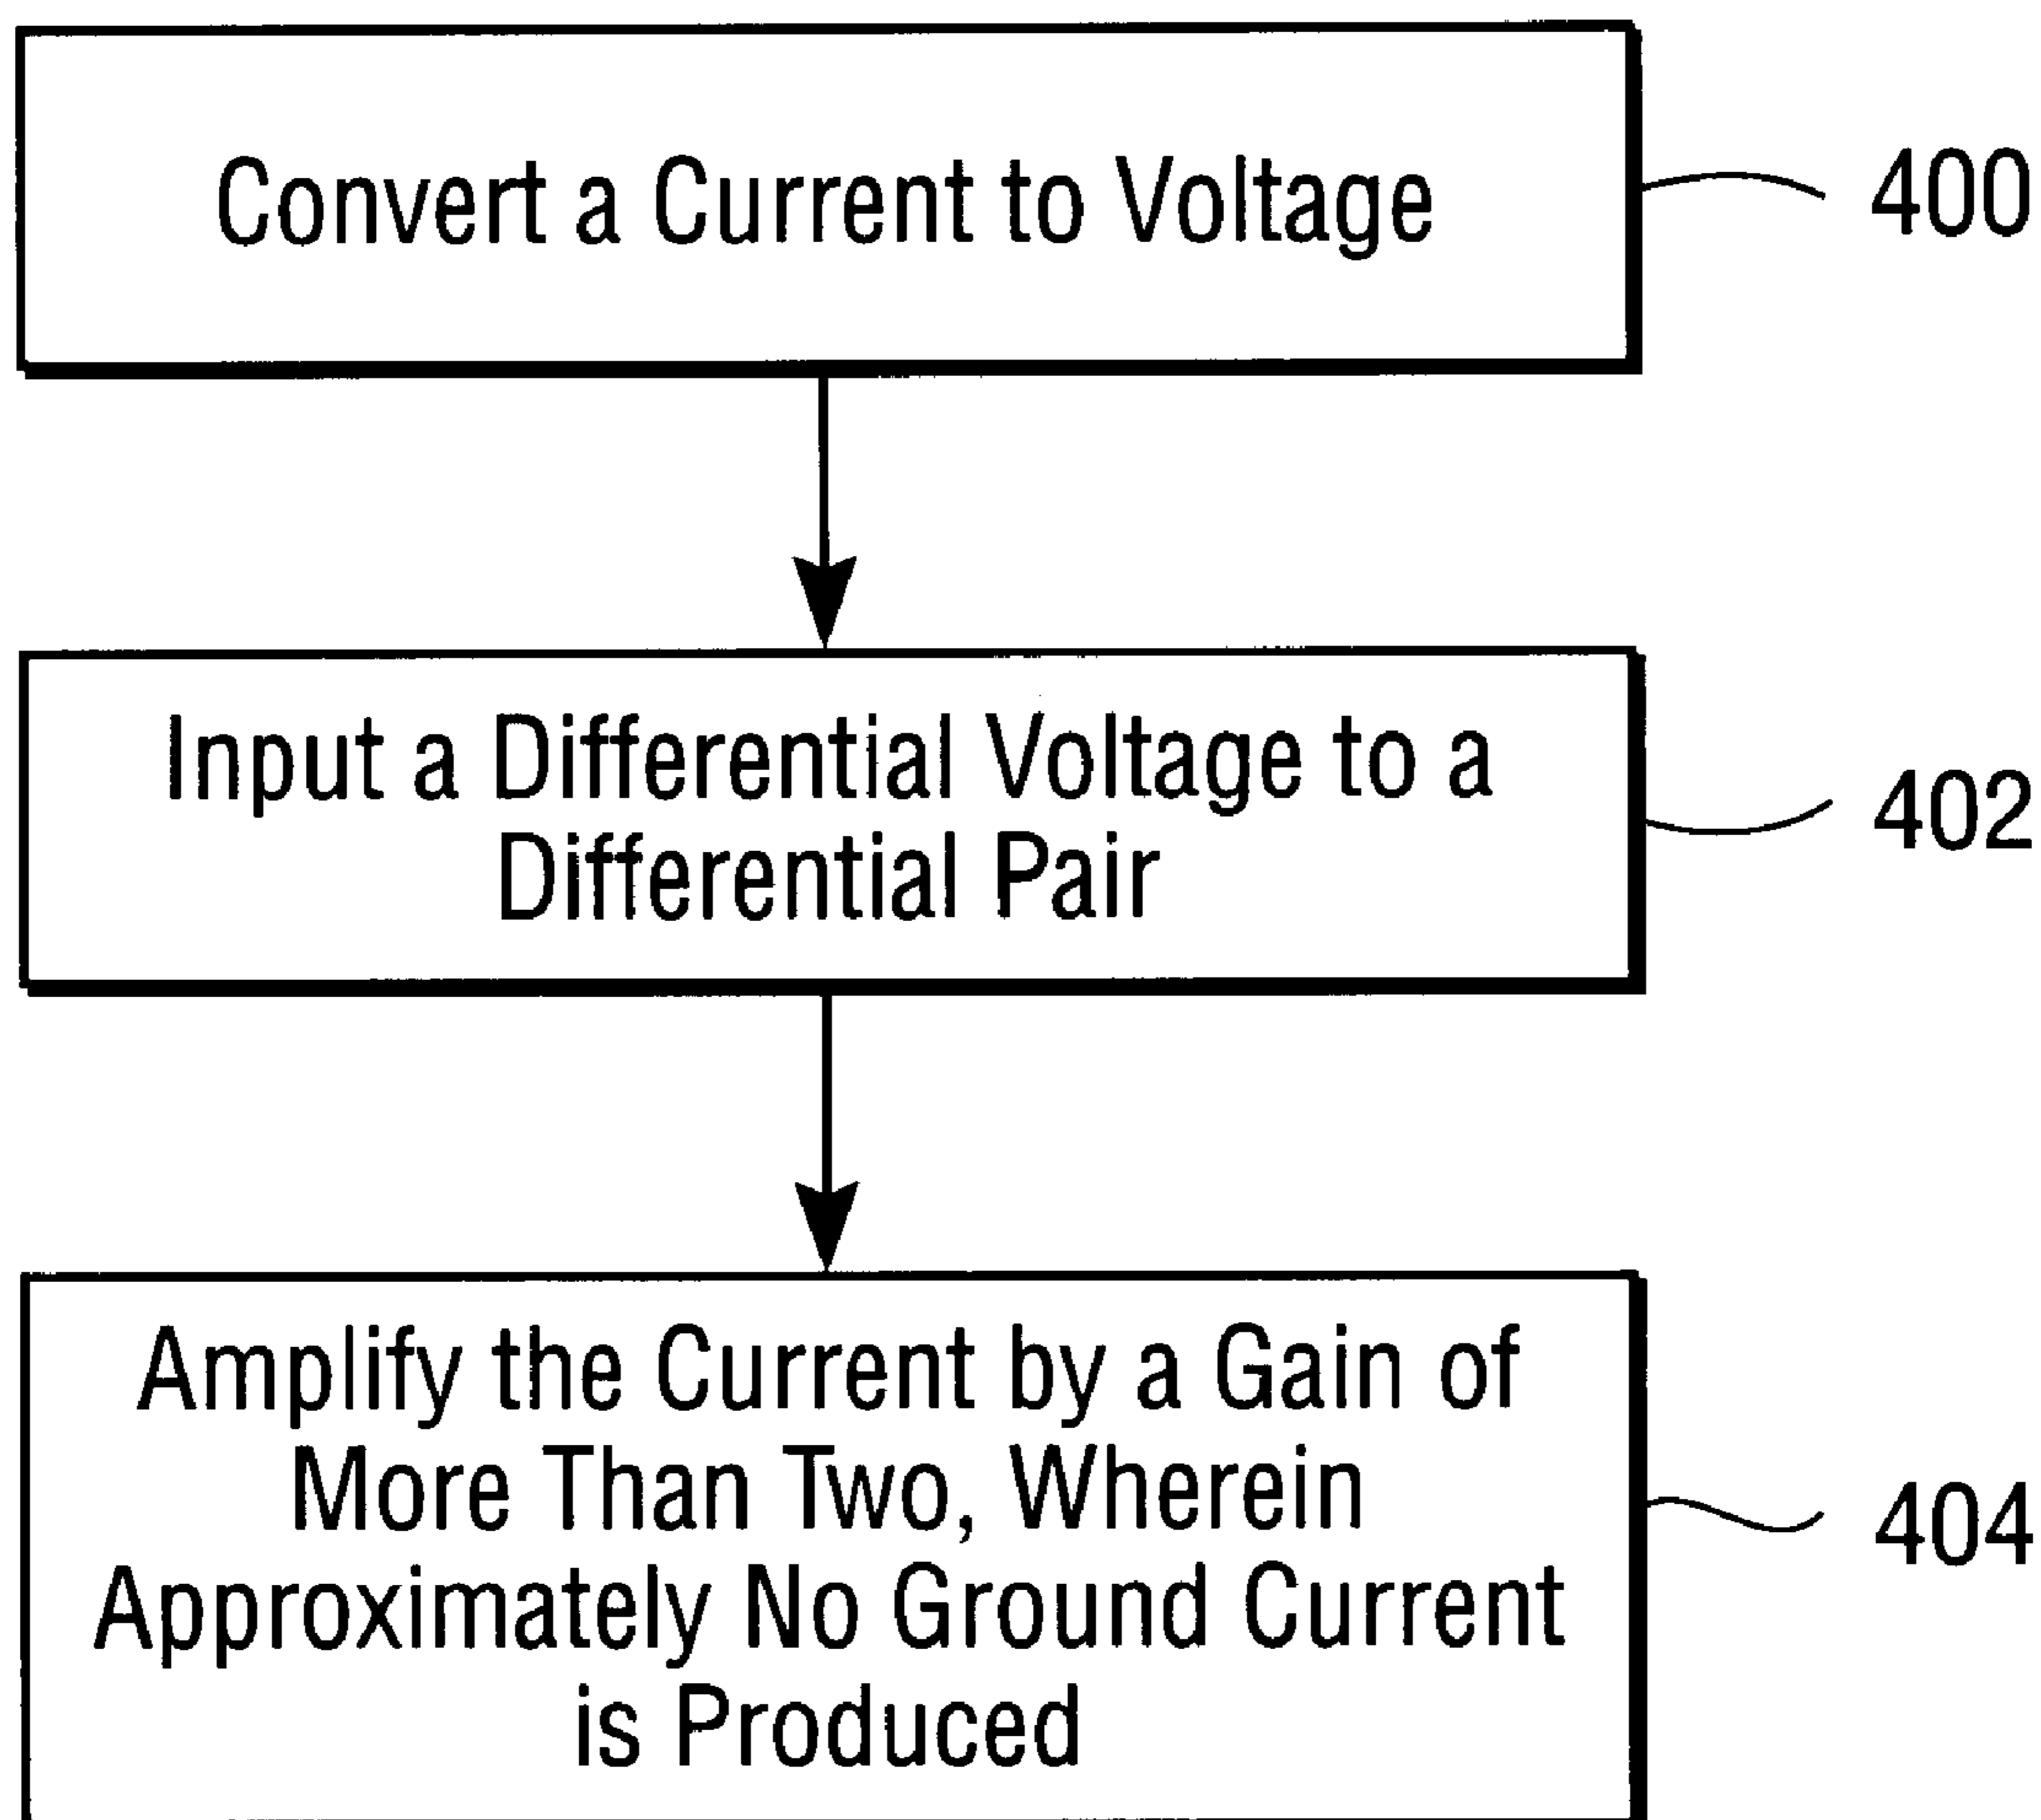 Convert a Current to Voltage
400
Input a Differential Voltage to a
Differential Pair
402
Amplify the Current by a Gain of
More Than Two, Wherein
Approximately No Ground Current
is Produced
404